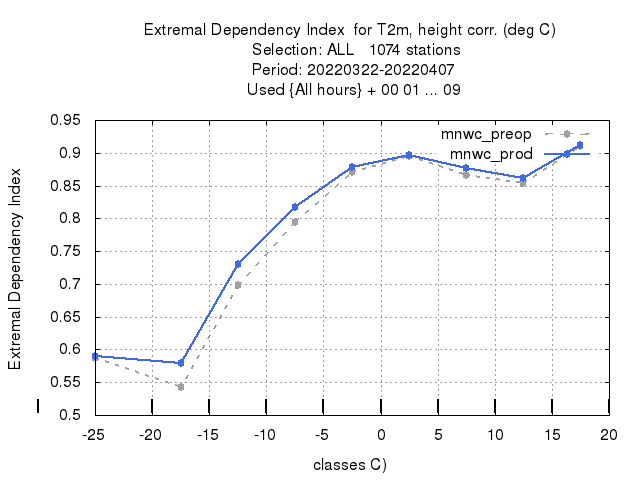 Extremal Dependency Index for T2m, height corr. (deg C)
Selection: ALL 1074 stations
Period: 20220322-20220407
Used {All hours} + 00 01 ... 09
mnwc_preop
mnwc_prod
Extremal Dependency Index
0.95
0.9
0.85
0.8
0.75
0.7
0.65
0.6
0.55
0.5
-25 -20 -15 -10 -5 0 5 10 15 20
classes C)